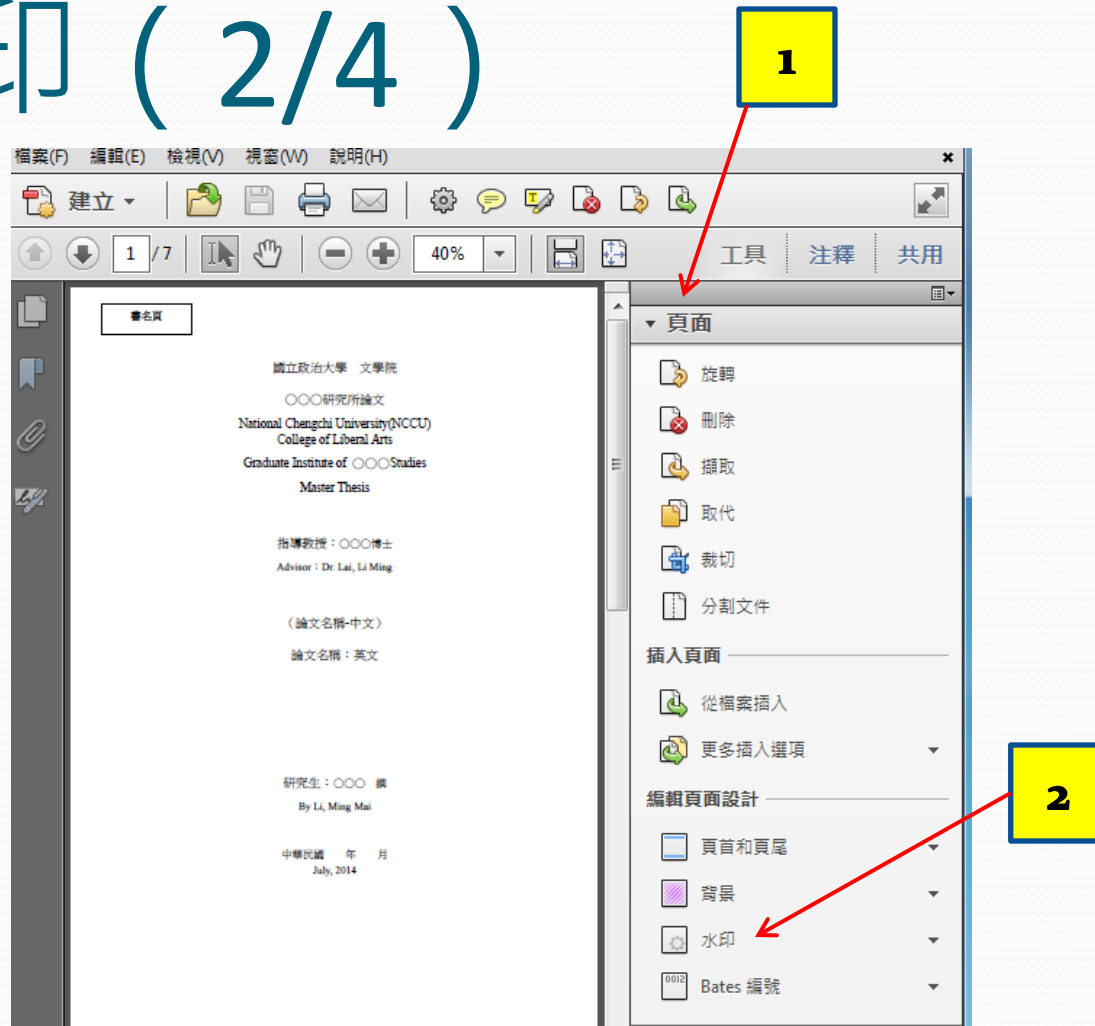 印（2/4）
1
檔案(F) 編輯(E) 檢視(V) 視窗(W) 說明(H)
建立
1 /7 40% 工具 注釋 共用
書名頁
國立政治大學 文學院
○○○研究所論文
National Chengchi University(NCCU)
College of Liberal Arts
Graduate Institute of ○○○Studies
Master Thesis
指導教授：○○○博士
Advisor：Dr. Lai, Li Ming
（論文名稱-中文）
論文名稱：英文
研究生：○○○ 撰
By Li, Ming Mai
中華民國 年 月
July, 2014
頁面
旋轉
刪除
擷取
取代
裁切
分割文件
插入頁面
從檔案插入
更多插入選項
編輯頁面設計
2
頁首和頁尾
背景
水印
0012
Bates 編號